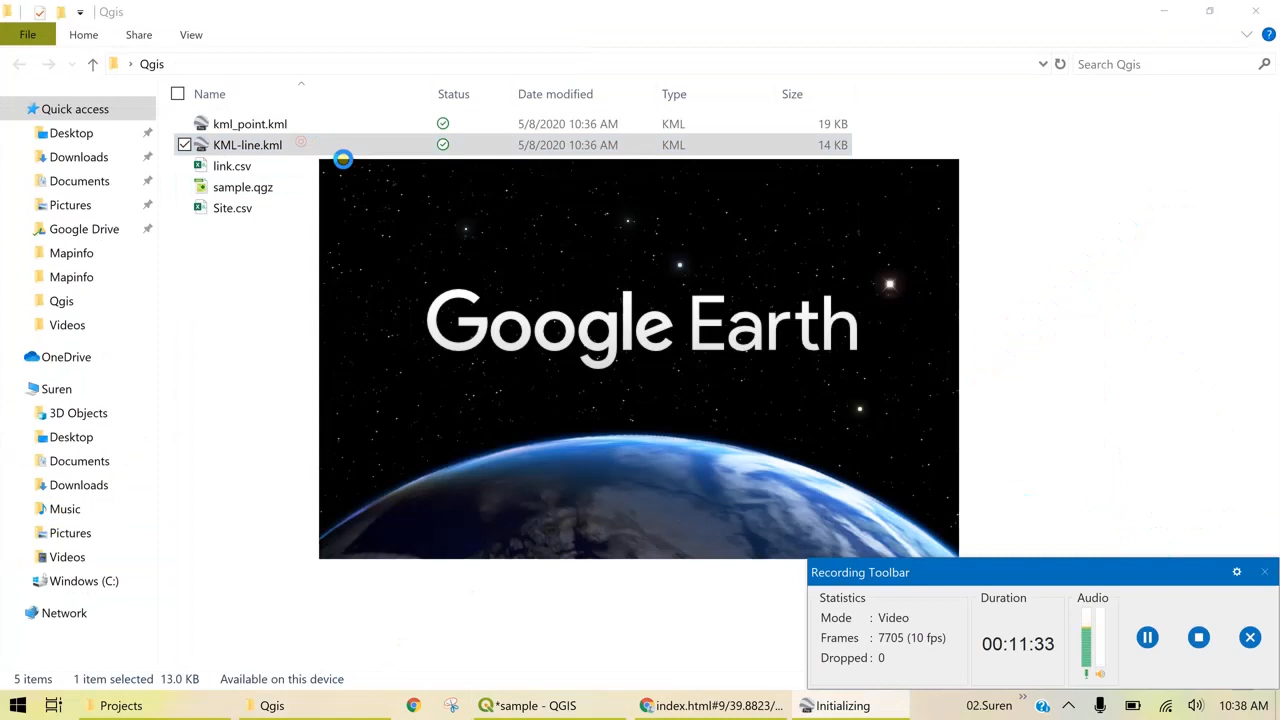 Qgis
File
Home
Share
View
Qgis
Search Qgis
Name
Status
Date modified
Type
Size
kml_point.kml
5/8/2020 10:36 AM
KML
19 KB
KML-line.kml
5/8/2020 10:36 AM
KML
14 KB
link.csv
sample.qgz
Site.csv
Quick access
Desktop
Downloads
Documents
Pictures
Google Drive
Mapinfo
Mapinfo
Qgis
Videos
OneDrive
Suren
3D Objects
Desktop
Documents
Downloads
Music
Pictures
Videos
Windows (C:)
Network
Google Earth
Recording Toolbar
Statistics
Mode : Video
Frames : 7705 (10 fps)
Dropped : 0
Duration
00:11:33
Audio
5 items
1 item selected 13.0 KB
Available on this device
Projects
Qgis
*sample - QGIS
index.html#9/39.8823/...
Initializing
02.Suren
10:38 AM